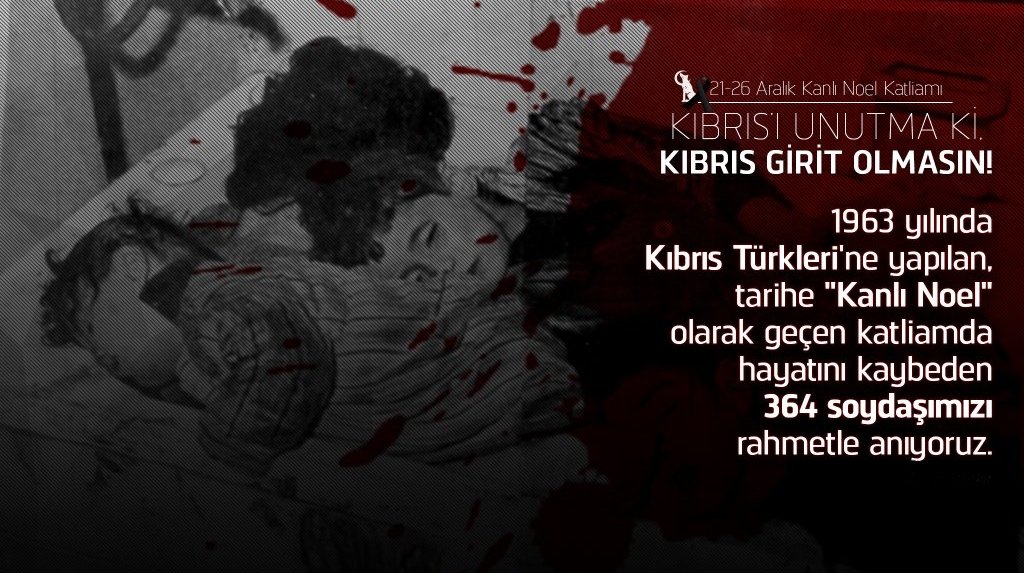 21-26 Aralık Kanlı Noel Katliamı
KIBRIS'I UNUTMA Kİ.
KIBRIS GİRİT OLMASIN!
1963 yılında
Kıbrıs Türkleri'ne yapılan,
tarihe "Kanlı Noel"
olarak geçen katliamda
hayatını kaybeden
364 soydaşımızı
rahmetle anıyoruz.